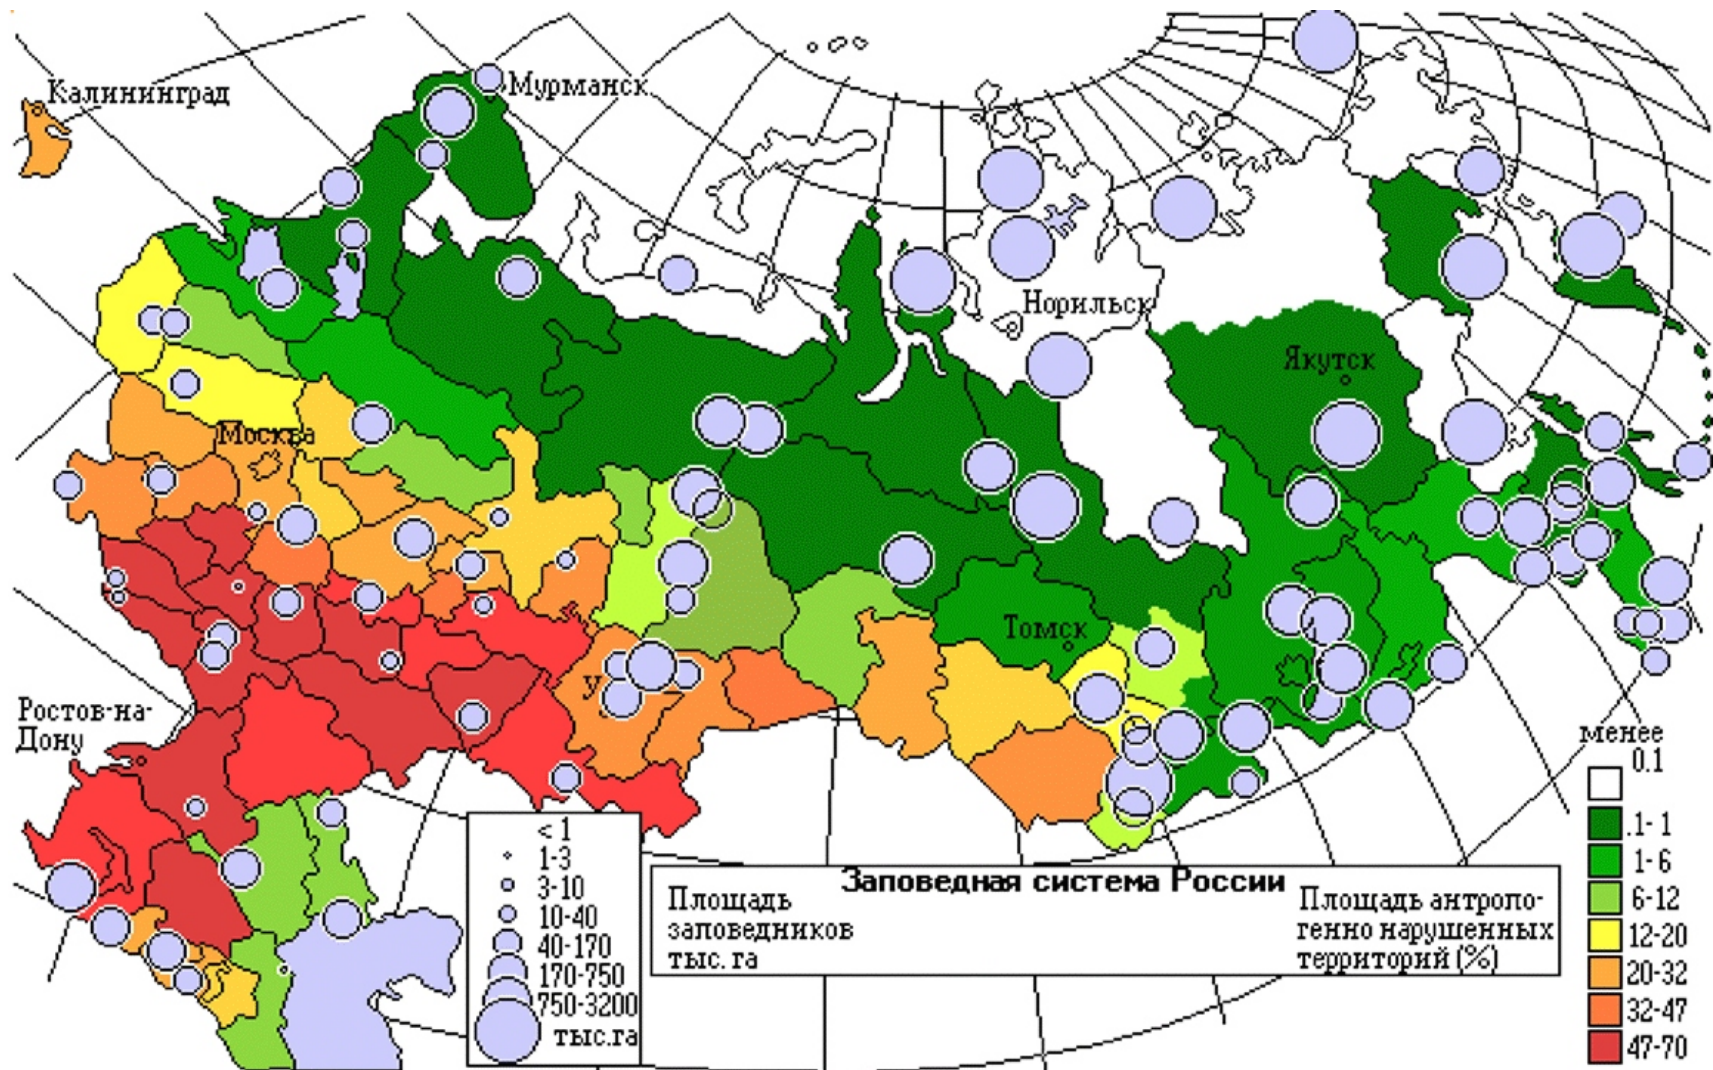 Калининград
Мурманск
Норильск
Якутск
Москва
Томск
У
Ростов-на-
Дону
менее
0.1
.1-1
1-6
6-12
12-20
20-32
32-47
47-70
<1
1-3
3-10
10-40
40-170
170-750
750-3200
тыс.га
Заповедная система России
Площадь
заповедников
тыс. га
Площадь антропо-
генно нарушенных
территорий (%)